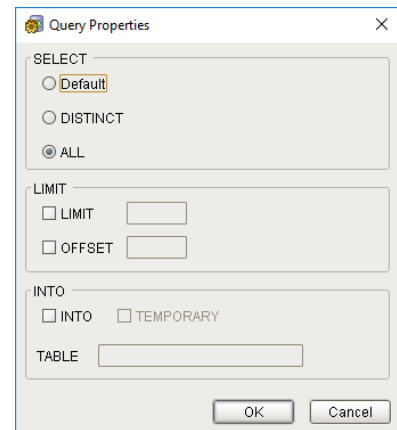 Query Properties
SELECT
Default
DISTINCT
ALL
LIMIT
LIMIT
OFFSET
INTO
INTO TEMPORARY
TABLE
OK Cancel